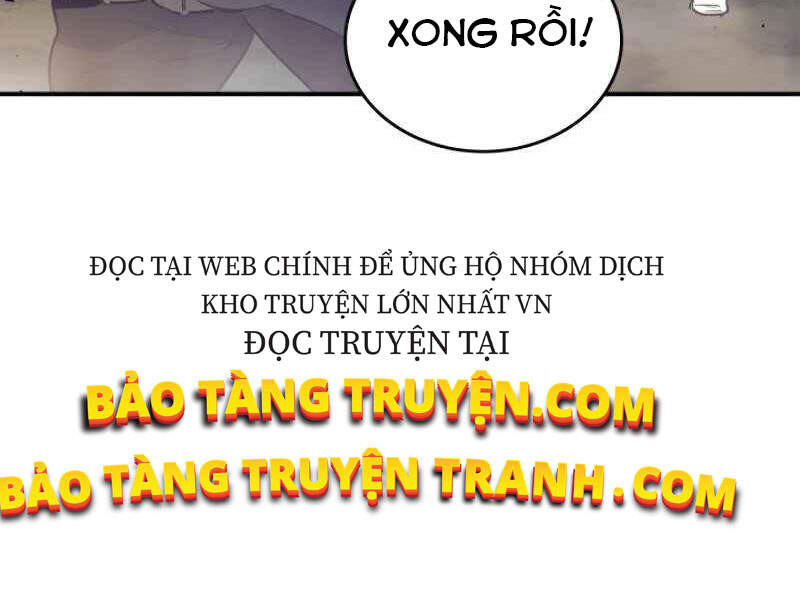 XONG RỒI!
ĐỌC TẠI WEB CHÍNH ĐỂ ỦNG HỘ NHÓM DỊCH
KHO TRUYỆN LỚN NHẤT VN
ĐỌC TRUYỆN TẠI
BẢO TÀNG TRUYỆN.COM
BẢO TÀNG TRUYỆN TRANH.COM